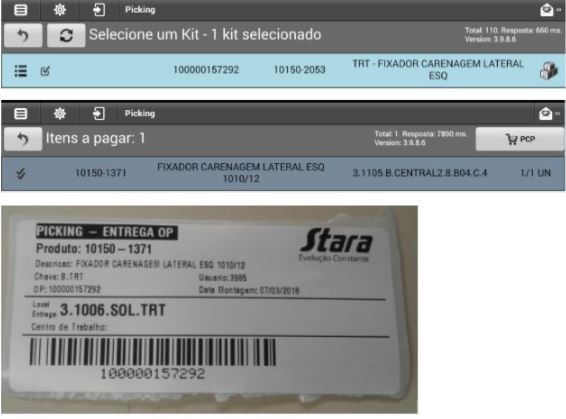 Picking
Selecione um Kit - 1 kit selecionado
Total: 110. Resposta: 660 ms.
Version: 3.9.8.6
100000157292 10150-2053 TRT - FIXADOR CARENAGEM LATERAL ESQ
Picking
Itens a pagar: 1
Total: 1. Resposta: 7890 ms.
Version: 3.9.8.6
PCP
10150-1371 FIXADOR CARENAGEM LATERAL ESQ 1010/12 3.1105.B.CENTRAL2.8.B04.C.4 1/1 UN
PICKING – ENTREGA OP
Stara
Evolução Constante
Produto: 10150 – 1371
Descricao: FIXADOR CARENAGEM LATERAL ESQ 1010/12
Chave: 8.TRT Usuario: 3985
OP: 100000157292 Data Montagem: 07/03/2018
Local Entrega: 3.1006.SOL.TRT
Centro de Trabalho:
100000157292